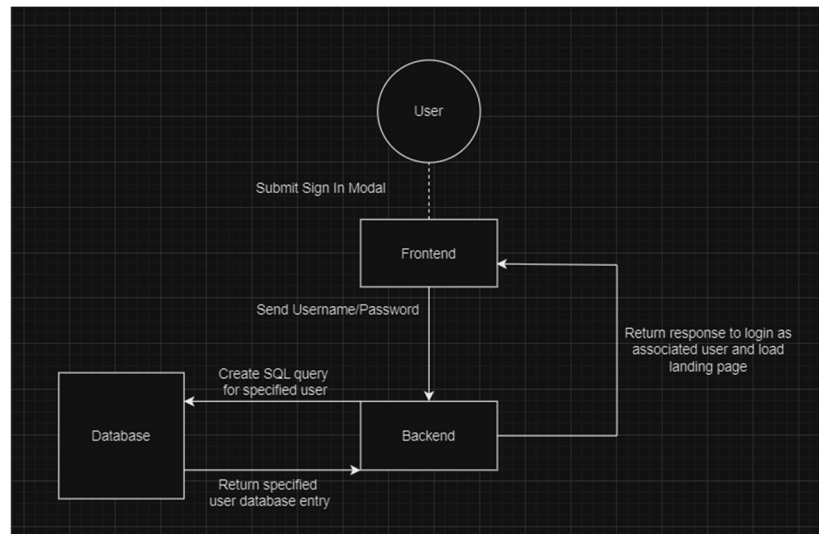 User
Submit Sign In Modal
Frontend
Send Username/Password
Return response to login as
associated user and load
landing page
Create SQL query
for specified user
Database
Backend
Return specified
user database entry